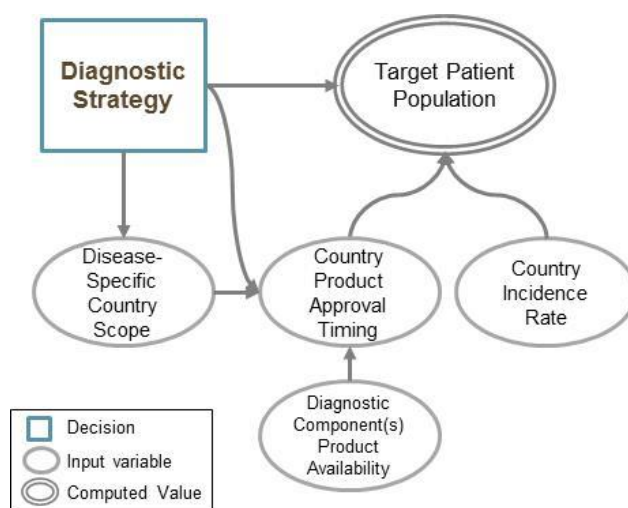 Diagnostic
Strategy
Target Patient
Population
Disease-
Specific
Country
Scope
Country
Product
Approval
Timing
Country
Incidence
Rate
Diagnostic
Component(s)
Product
Availability
Decision
Input variable
Computed Value